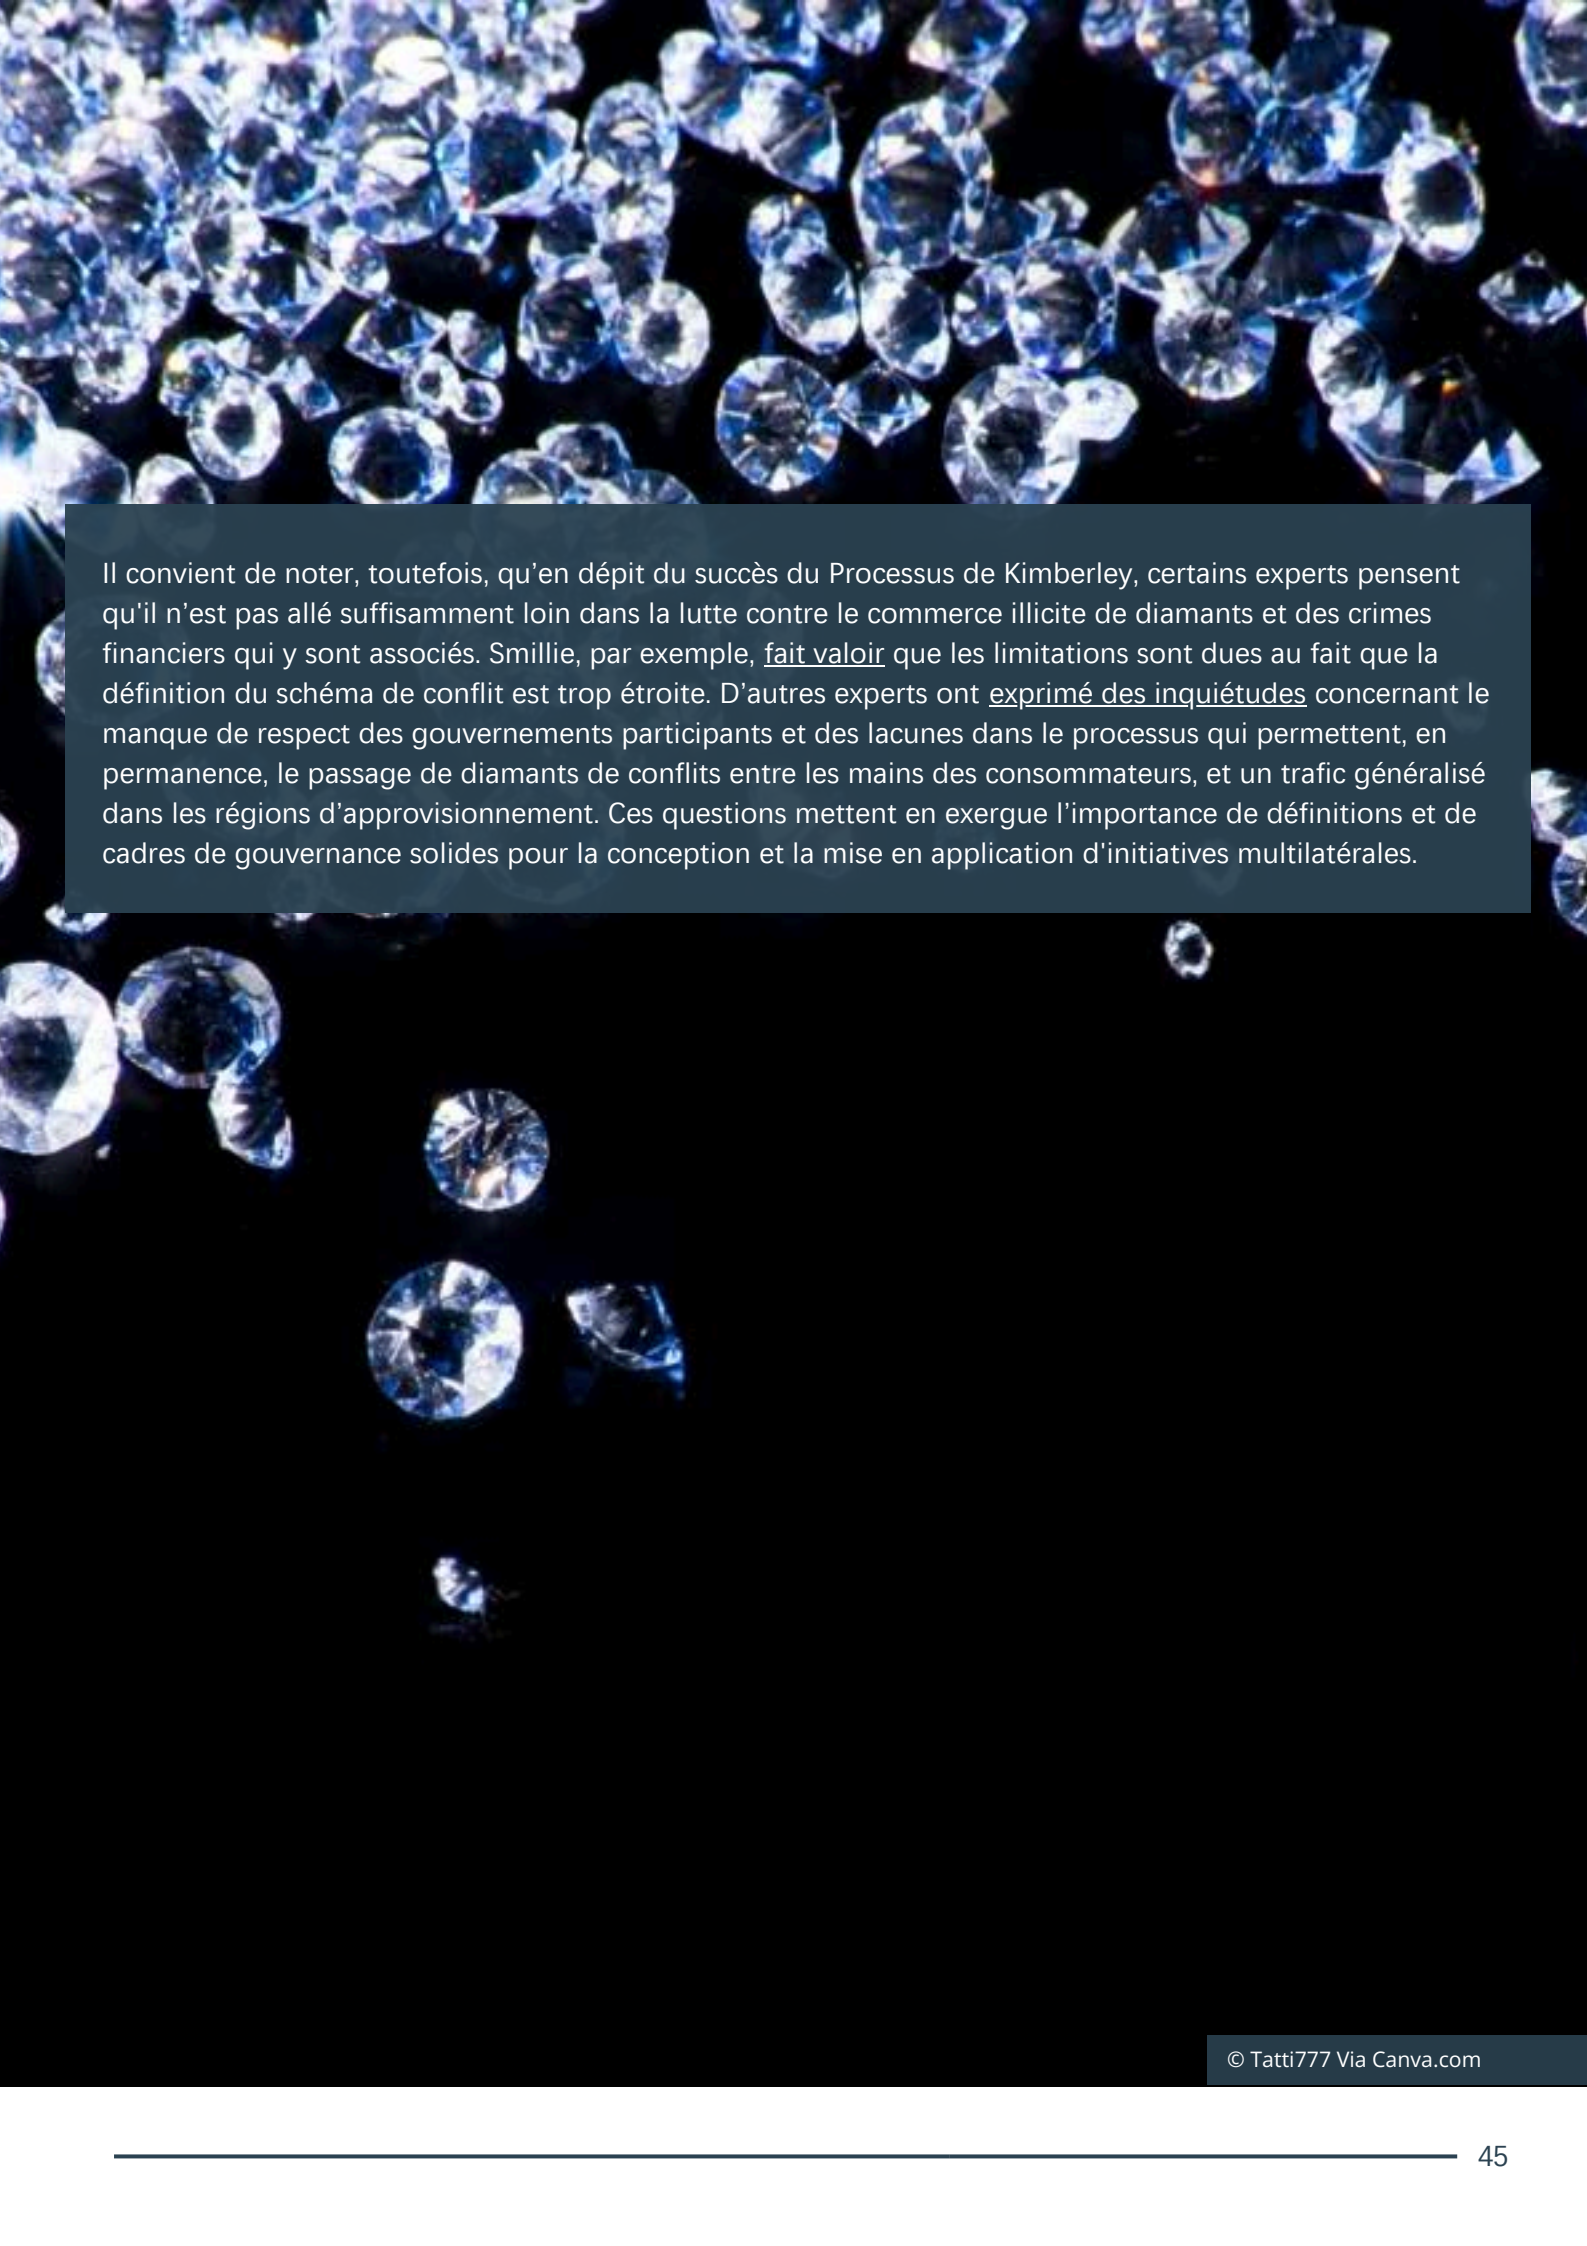 Il convient de noter, toutefois, qu’en dépit du succès du Processus de Kimberley, certains experts pensent
qu'il n’est pas allé suffisamment loin dans la lutte contre le commerce illicite de diamants et des crimes
financiers qui y sont associés. Smillie, par exemple, fait valoir que les limitations sont dues au fait que la
définition du schéma de conflit est trop étroite. D’autres experts ont exprimé des inquiétudes concernant le
manque de respect des gouvernements participants et des lacunes dans le processus qui permettent, en
permanence, le passage de diamants de conflits entre les mains des consommateurs, et un trafic généralisé
dans les régions d’approvisionnement. Ces questions mettent en exergue l’importance de définitions et de
cadres de gouvernance solides pour la conception et la mise en application d'initiatives multilatérales.
© Tatti777 Via Canva.com
45